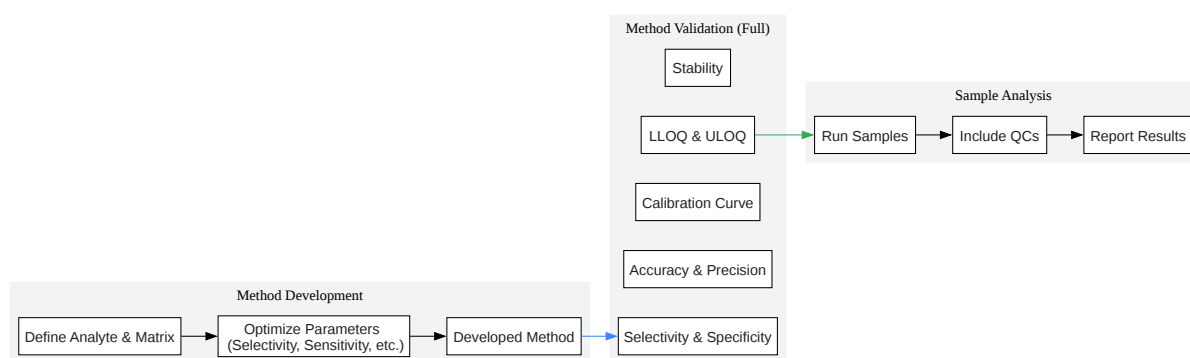 Method Development
Define Analyte & Matrix
Optimize Parameters
(Selectivity, Sensitivity, etc.)
Developed Method
Method Validation (Full)
Stability
LLOQ & ULOQ
Calibration Curve
Accuracy & Precision
Selectivity & Specificity
Sample Analysis
Run Samples
Include QCs
Report Results